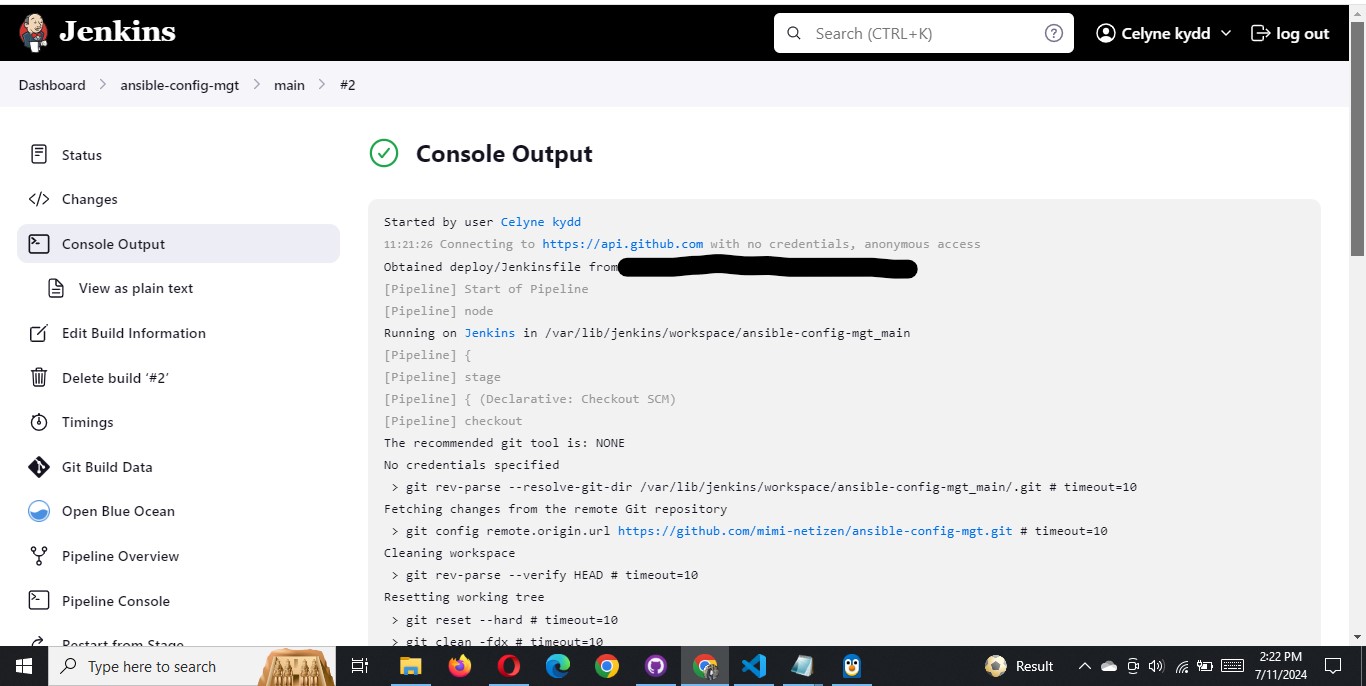 Jenkins
Search (CTRL+K)
?
Celyne kydd
log out
Dashboard > ansible-config-mgt > main > #2
Status
Changes
Console Output
View as plain text
Edit Build Information
Delete build ‘#2’
Timings
Git Build Data
Open Blue Ocean
Pipeline Overview
Pipeline Console
Restart from Stage
Console Output
Started by user Celyne kydd
11:21:26 Connecting to https://api.github.com with no credentials, anonymous access
Obtained deploy/Jenkinsfile from
[Pipeline] Start of Pipeline
[Pipeline] node
Running on Jenkins in /var/lib/jenkins/workspace/ansible-config-mgt_main
[Pipeline] {
[Pipeline] stage
[Pipeline] { (Declarative: Checkout SCM)
[Pipeline] checkout
The recommended git tool is: NONE
No credentials specified
> git rev-parse --resolve-git-dir /var/lib/jenkins/workspace/ansible-config-mgt_main/.git # timeout=10
Fetching changes from the remote Git repository
> git config remote.origin.url https://github.com/mimi-netizen/ansible-config-mgt.git # timeout=10
Cleaning workspace
> git rev-parse --verify HEAD # timeout=10
Resetting working tree
> git reset --hard # timeout=10
> git clean -fdx # timeout=10
Type here to search
Result
2:22 PM
7/11/2024